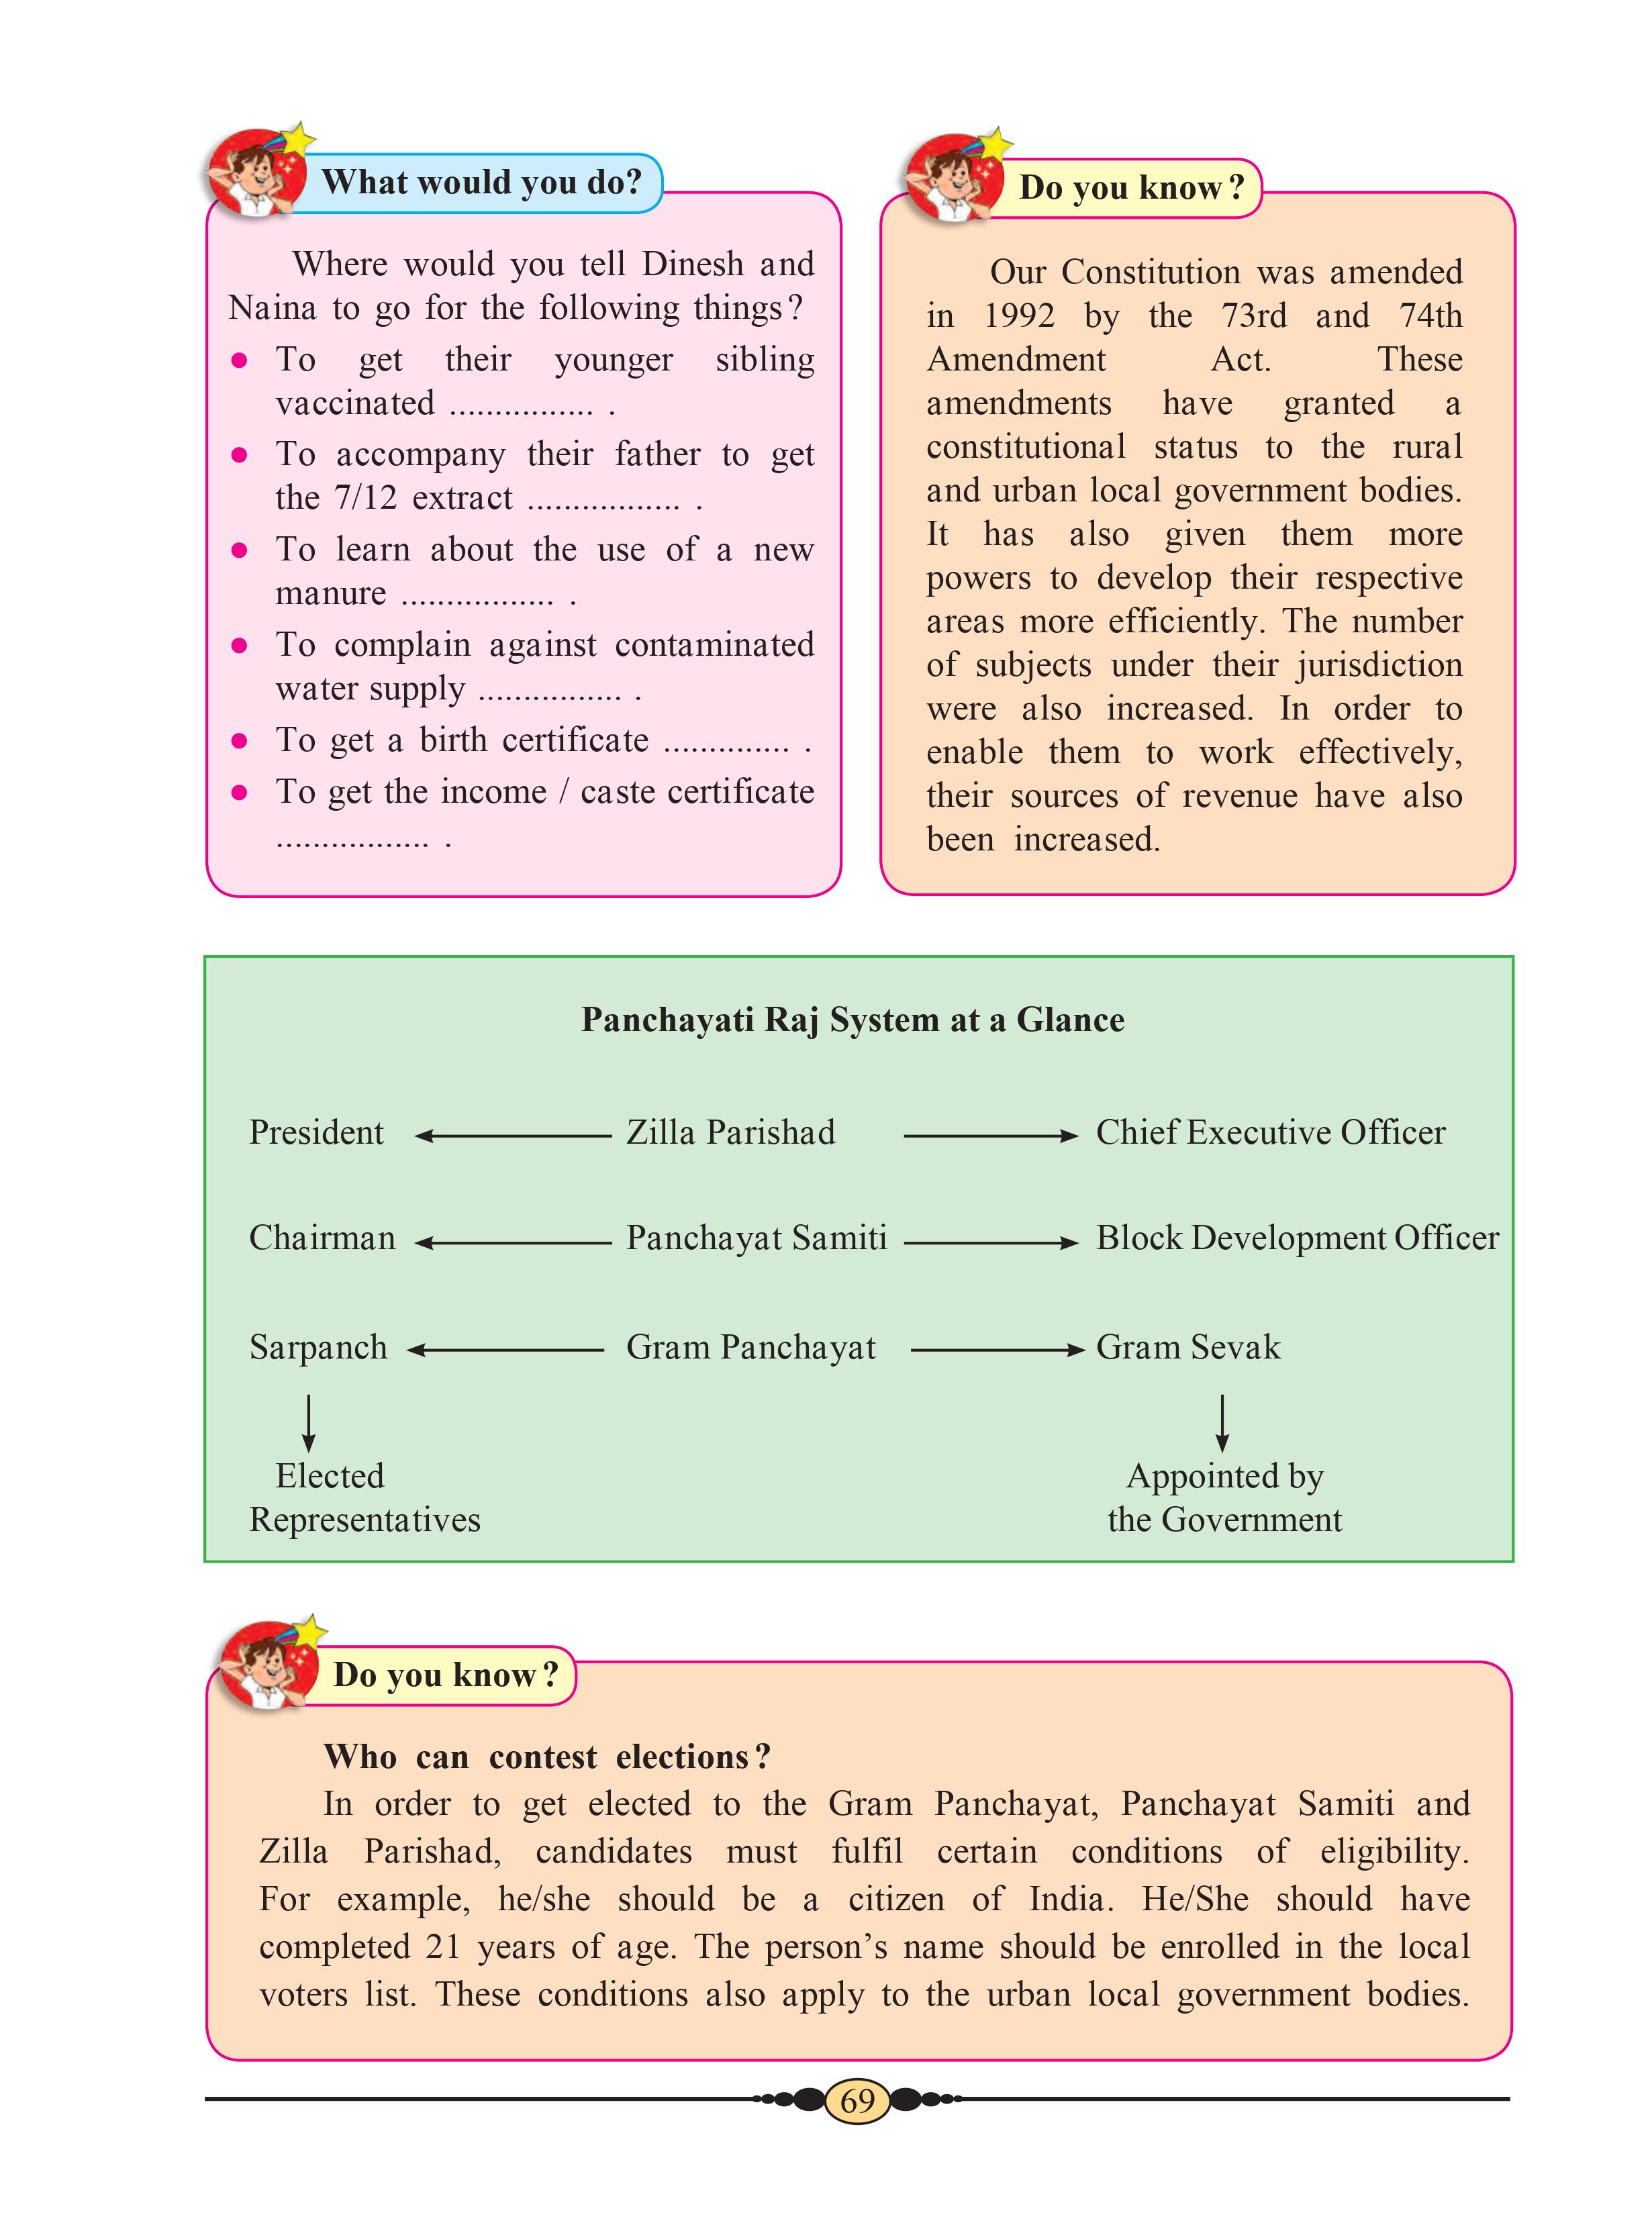 What would you do?
Where would you tell Dinesh and
Naina to go for the following things?
● To get their younger sibling
vaccinated ................ .
● To accompany their father to get
the 7/12 extract ................. .
● To learn about the use of a new
manure ................. .
● To complain against contaminated
water supply ................ .
● To get a birth certificate .............. .
● To get the income / caste certificate
................. .
Do you know?
Our Constitution was amended
in 1992 by the 73rd and 74th
Amendment Act. These
amendments have granted a
constitutional status to the rural
and urban local government bodies.
It has also given them more
powers to develop their respective
areas more efficiently. The number
of subjects under their jurisdiction
were also increased. In order to
enable them to work effectively,
their sources of revenue have also
been increased.
Panchayati Raj System at a Glance
President Zilla Parishad Chief Executive Officer
Chairman Panchayat Samiti Block Development Officer
Sarpanch Gram Panchayat Gram Sevak
Elected
Representatives
Appointed by
the Government
Do you know?
Who can contest elections?
In order to get elected to the Gram Panchayat, Panchayat Samiti and
Zilla Parishad, candidates must fulfil certain conditions of eligibility.
For example, he/she should be a citizen of India. He/She should have
completed 21 years of age. The person's name should be enrolled in the local
voters list. These conditions also apply to the urban local government bodies.
69